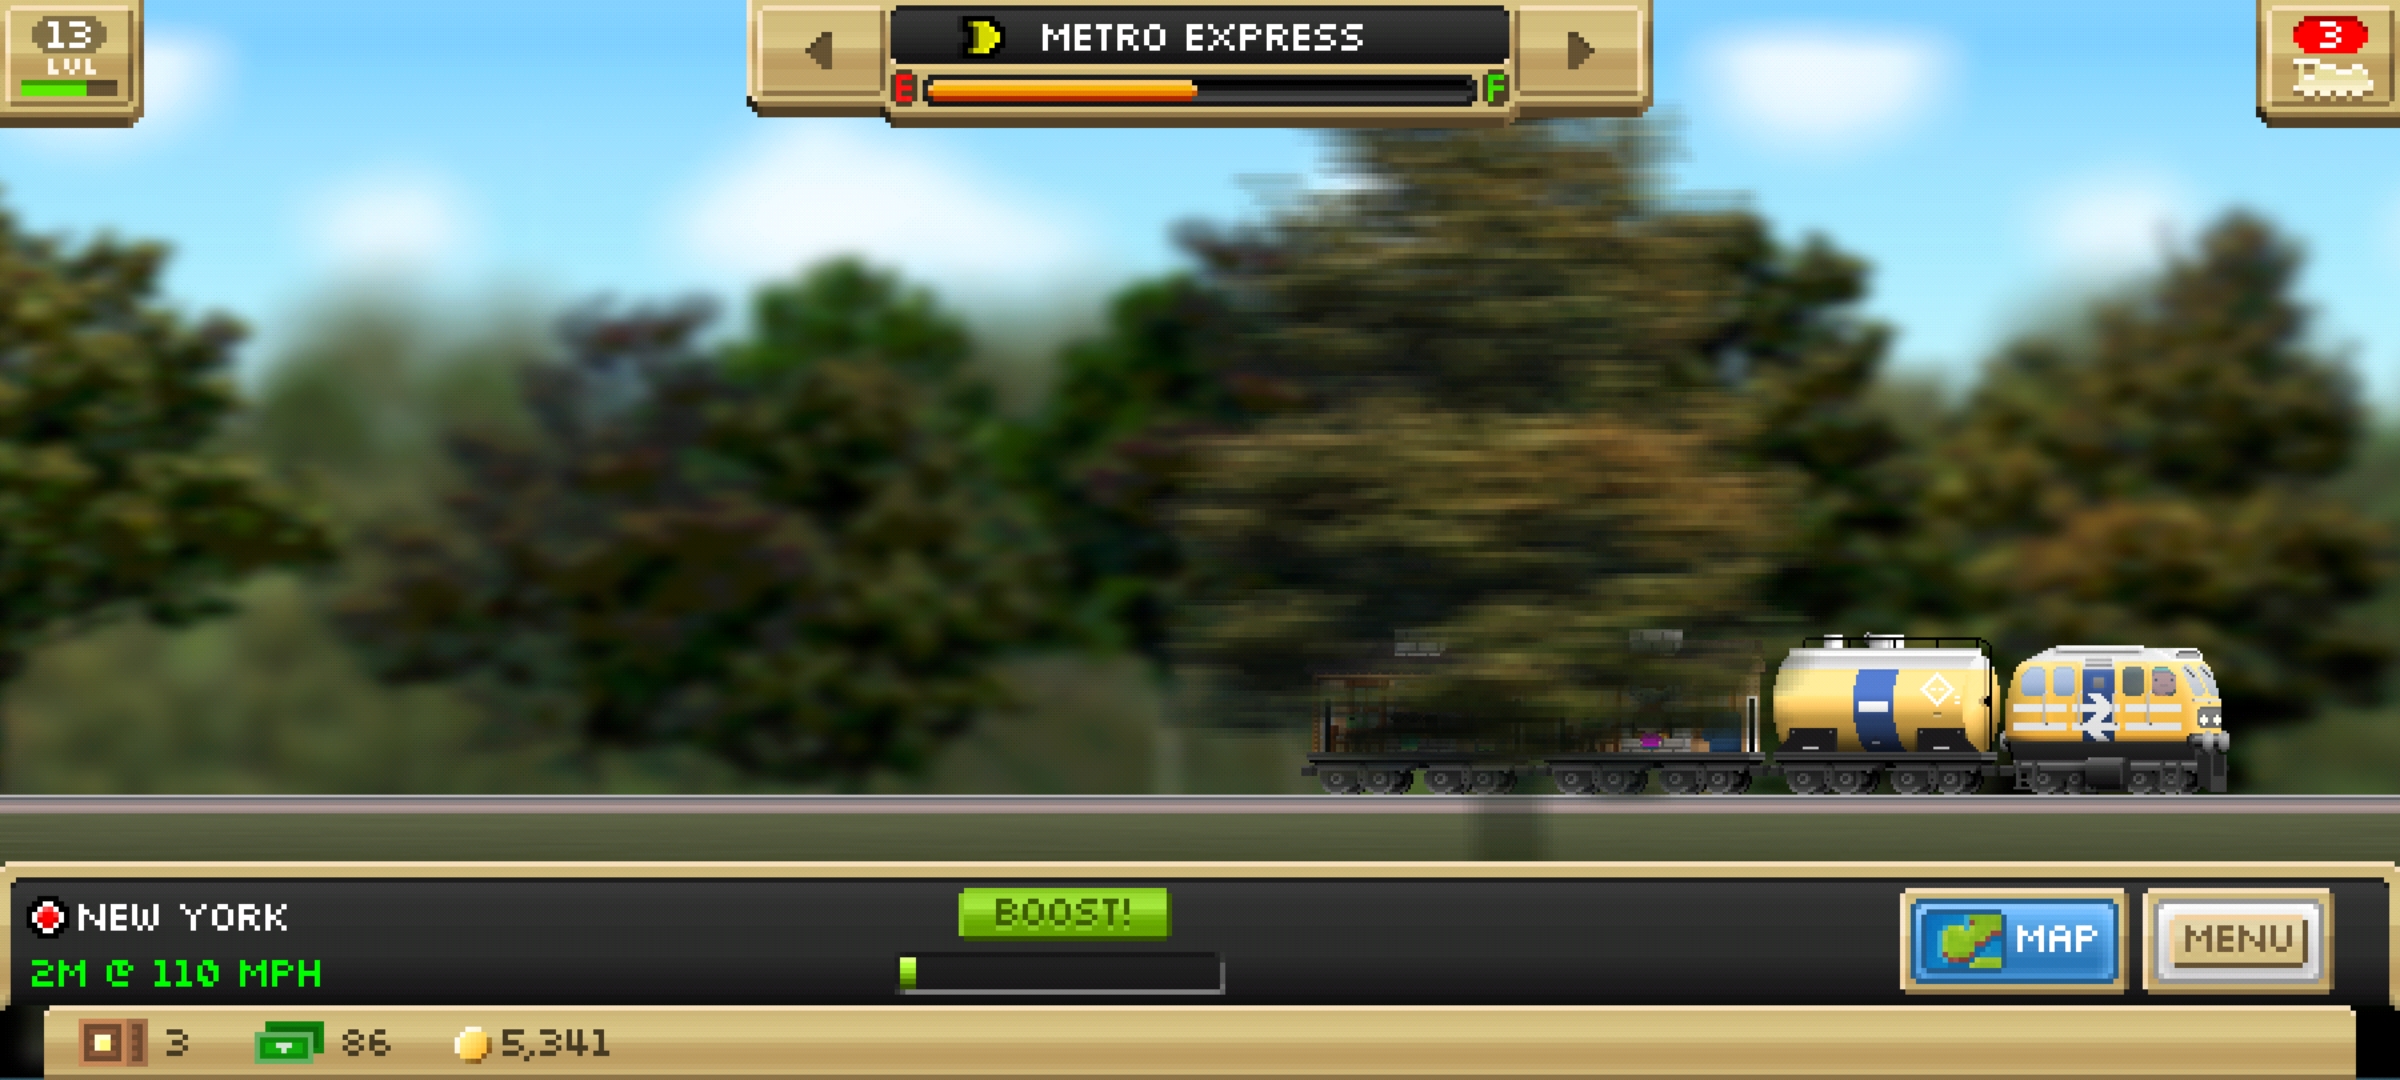 13
LVL
METRO EXPRESS
E F
3
NEW YORK
2M @ 110 MPH
BOOST!
MAP
MENU
3 86 5,341